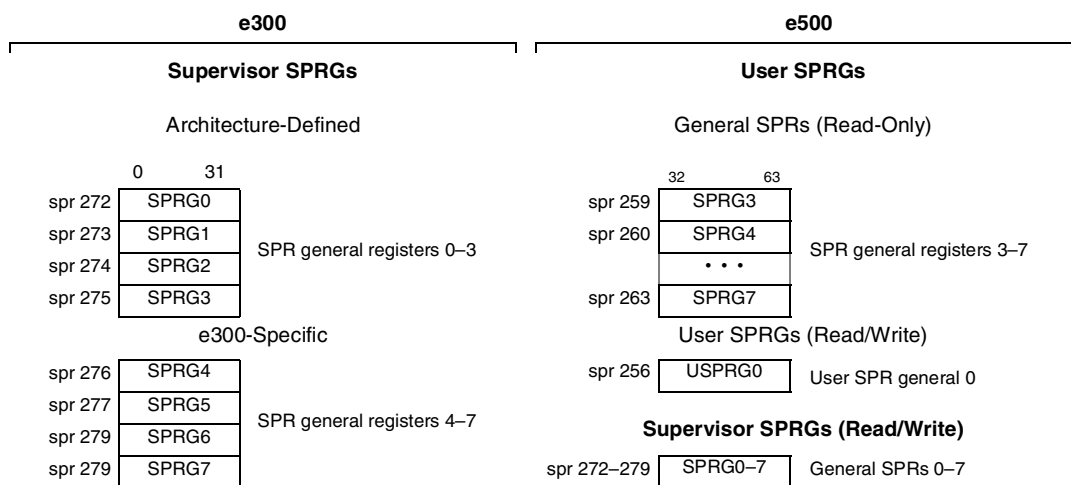 e300
Supervisor SPRGs
Architecture-Defined
0 31
spr 272 SPRG0
spr 273 SPRG1
spr 274 SPRG2
spr 275 SPRG3
SPR general registers 0–3
e300-Specific
spr 276 SPRG4
spr 277 SPRG5
spr 279 SPRG6
spr 279 SPRG7
SPR general registers 4–7
e500
User SPRGs
General SPRs (Read-Only)
32 63
spr 259 SPRG3
spr 260 SPRG4
• • •
spr 263 SPRG7
SPR general registers 3–7
User SPRGs (Read/Write)
spr 256 USPRG0 User SPR general 0
Supervisor SPRGs (Read/Write)
spr 272–279 SPRG0–7 General SPRs 0–7